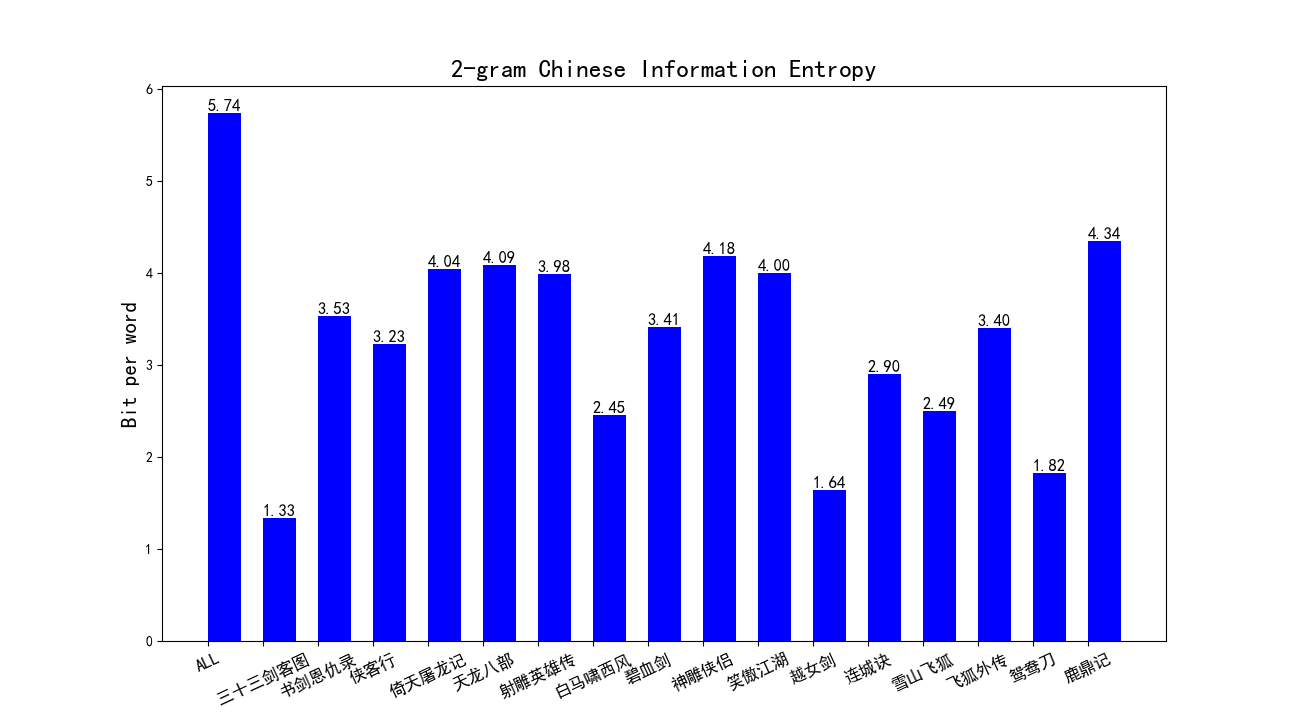 2-gram Chinese Information Entropy
Bit per word
6
5
4
3
2
1
0
5.74
1.33
3.53
3.23
4.04
4.09
3.98
2.45
3.41
4.18
4.00
1.64
2.90
2.49
3.40
1.82
4.34
ALL
三十三剑客图
书剑恩仇录
侠客行
倚天屠龙记
天龙八部
射雕英雄传
白马啸西风
碧血剑
神雕侠侣
笑傲江湖
越女剑
连城诀
雪山飞狐
飞狐外传
鸳鸯刀
鹿鼎记